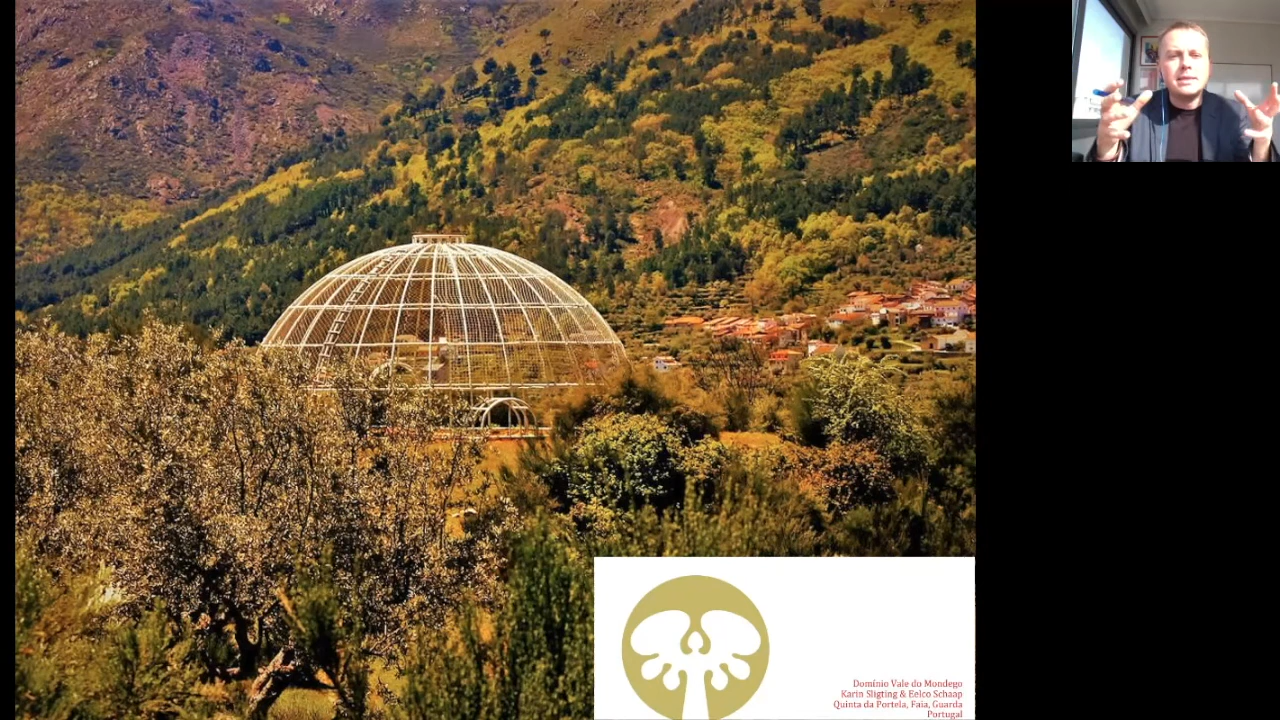 Domínio Vale do Mondego
Karin Sligting & Eelco Schaap
Quinta da Portela, Faia, Guarda
Portugal